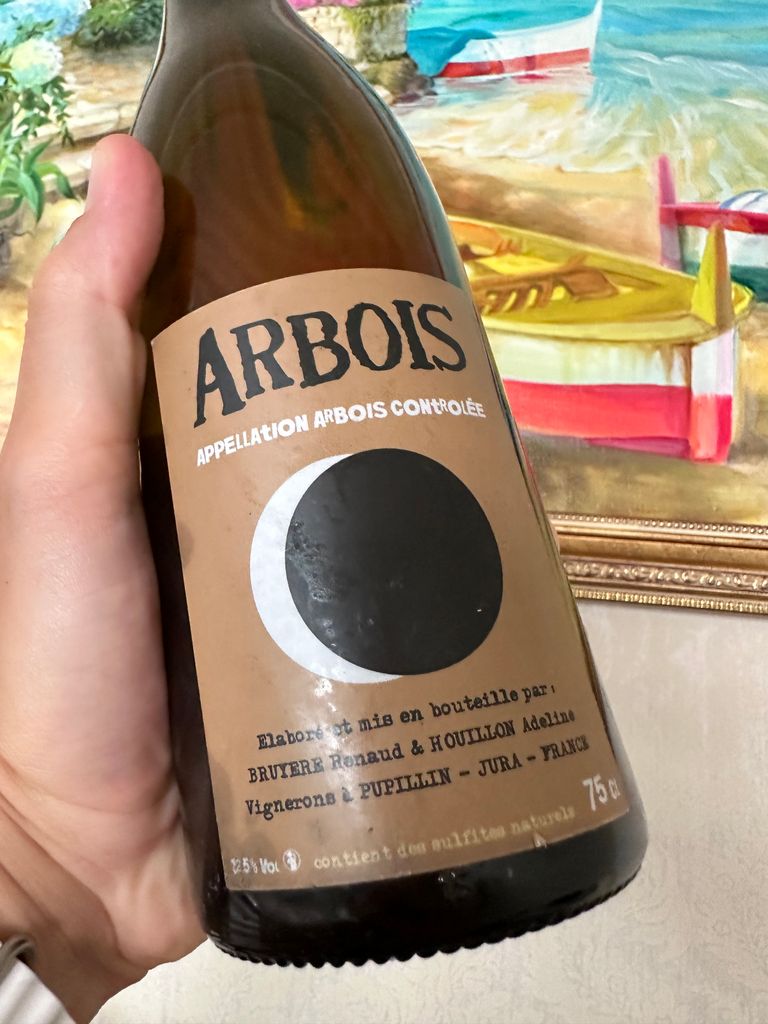 ARBOIS
APPELLATION ARBOIS CONTROLÉE
Elaboré et mis en bouteille par :
BRUYERE Renaud & HOUILLON Adeline
Vignerons à PUPILLIN - JURA - FRANCE
75 cl
12.5% Vol contient des sulfites naturels